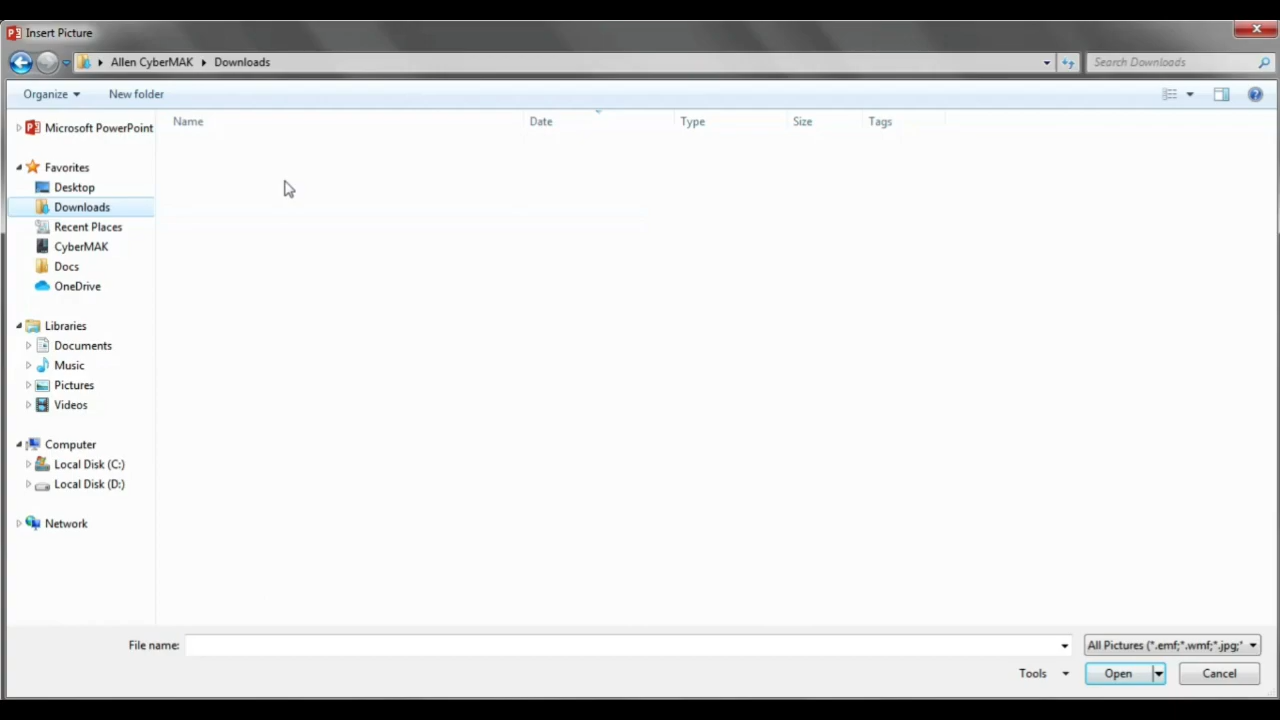 Insert Picture
Allen CyberMAK Downloads
Search Downloads
Organize New folder
Name Date Type Size Tags
Microsoft PowerPoint
Favorites
Desktop
Downloads
Recent Places
CyberMAK
Docs
OneDrive
Libraries
Documents
Music
Pictures
Videos
Computer
Local Disk (C:)
Local Disk (D:)
Network
File name:
All Pictures (*.emf;*.wmf;*.jpg;*
Tools Open Cancel